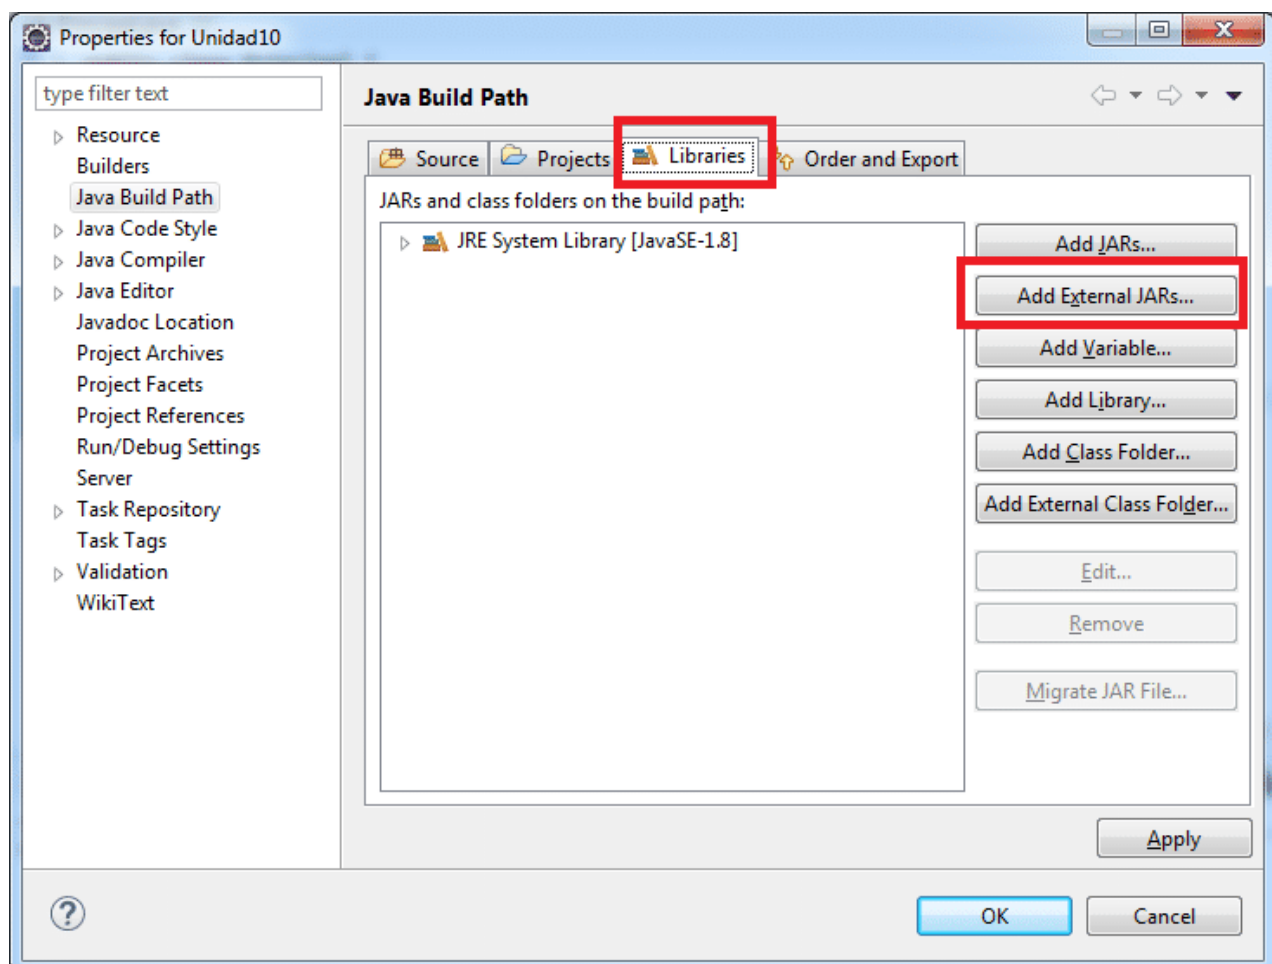 Properties for Unidad10
type filter text
Resource
Builders
Java Build Path
Java Code Style
Java Compiler
Java Editor
Javadoc Location
Project Archives
Project Facets
Project References
Run/Debug Settings
Server
Task Repository
Task Tags
Validation
WikiText
Java Build Path
Source Projects Libraries Order and Export
JARs and class folders on the build path:
JRE System Library [JavaSE-1.8]
Add JARs...
Add External JARs...
Add Variable...
Add Library...
Add Class Folder...
Add External Class Folder...
Edit...
Remove
Migrate JAR File...
Apply
OK Cancel